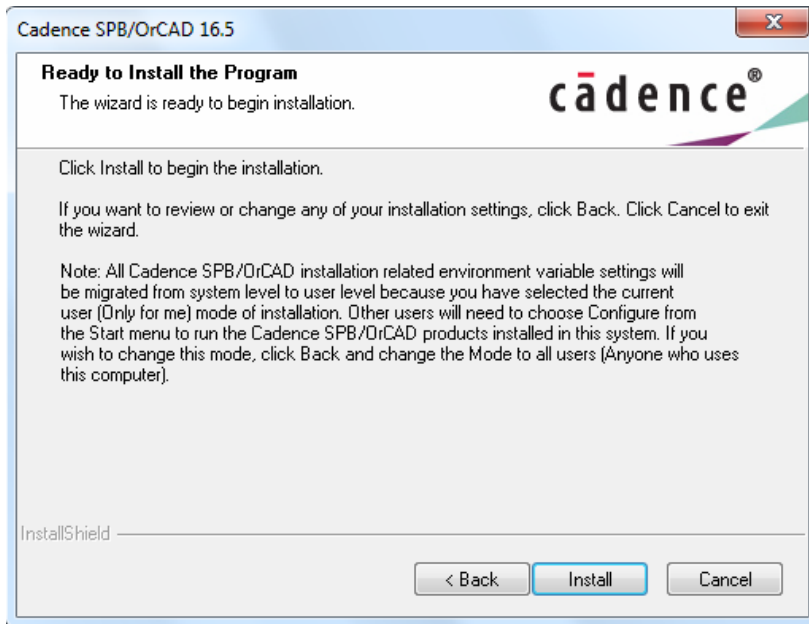 Cadence SPB/OrCAD 16.5
Ready to Install the Program
The wizard is ready to begin installation.
cādence®
Click Install to begin the installation.
If you want to review or change any of your installation settings, click Back. Click Cancel to exit
the wizard.
Note: All Cadence SPB/OrCAD installation related environment variable settings will
be migrated from system level to user level because you have selected the current
user (Only for me) mode of installation. Other users will need to choose Configure from
the Start menu to run the Cadence SPB/OrCAD products installed in this system. If you
wish to change this mode, click Back and change the Mode to all users (Anyone who uses
this computer).
InstallShield
< Back
Install
Cancel